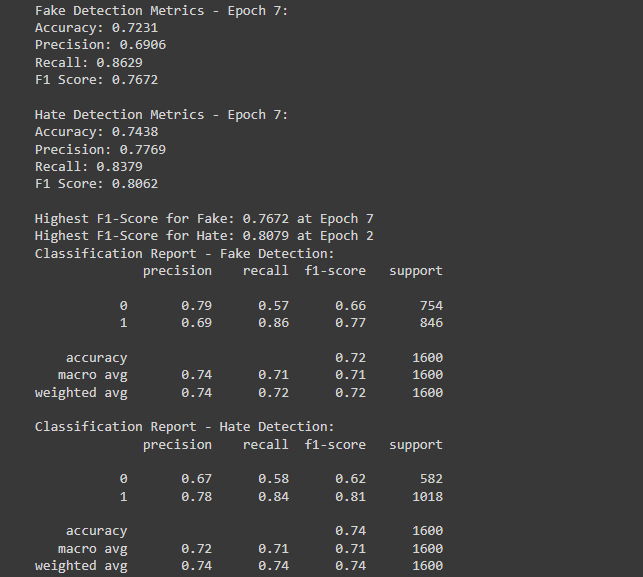 Fake Detection Metrics - Epoch 7:
Accuracy: 0.7231
Precision: 0.6906
Recall: 0.8629
F1 Score: 0.7672
Hate Detection Metrics - Epoch 7:
Accuracy: 0.7438
Precision: 0.7769
Recall: 0.8379
F1 Score: 0.8062
Highest F1-Score for Fake: 0.7672 at Epoch 7
Highest F1-Score for Hate: 0.8079 at Epoch 2
Classification Report - Fake Detection:
precision recall f1-score support
0 0.79 0.57 0.66 754
1 0.69 0.86 0.77 846
accuracy 0.72 1600
macro avg 0.74 0.71 0.71 1600
weighted avg 0.74 0.72 0.72 1600
Classification Report - Hate Detection:
precision recall f1-score support
0 0.67 0.58 0.62 582
1 0.78 0.84 0.81 1018
accuracy 0.74 1600
macro avg 0.72 0.71 0.71 1600
weighted avg 0.74 0.74 0.74 1600